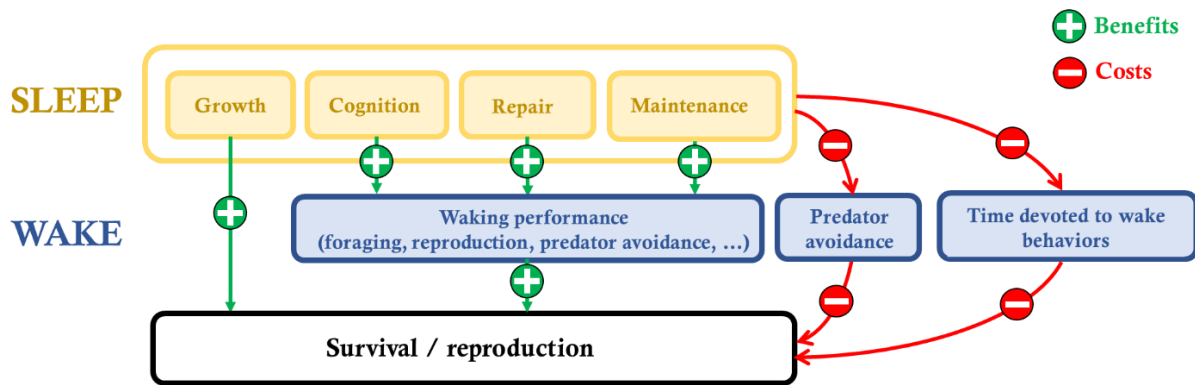 Benefits
Costs
SLEEP
Growth
Cognition
Repair
Maintenance
WAKE
Waking performance
(foraging, reproduction, predator avoidance, ...)
Predator
avoidance
Time devoted to wake
behaviors
Survival / reproduction